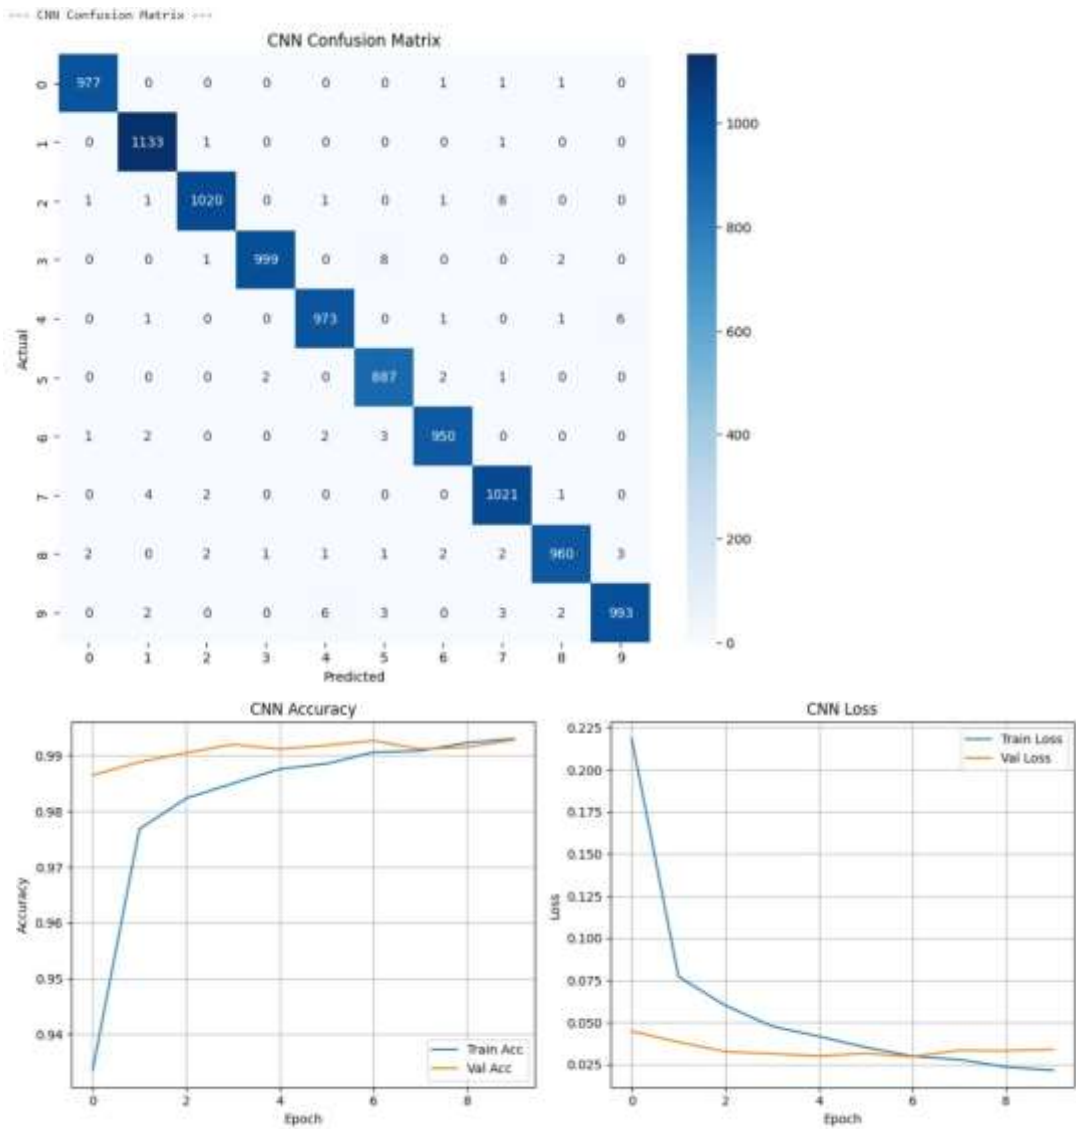 --- CNN Confusion Matrix ---
CNN Confusion Matrix
0 977 0 0 0 0 0 1 1 1 0
1 0 1133 1 0 0 0 0 1 0 0
2 1 1 1020 0 1 0 1 8 0 0
3 0 0 1 999 0 8 0 0 2 0
4 0 1 0 0 973 0 1 0 1 6
5 0 0 0 2 0 887 2 1 0 0
6 1 2 0 0 2 3 950 0 0 0
7 0 4 2 0 0 0 0 1021 1 0
8 2 0 2 1 1 1 2 2 960 3
9 0 2 0 0 6 3 0 3 2 993
0 1 2 3 4 5 6 7 8 9
Actual
Predicted
1000
800
600
400
200
0
CNN Accuracy
0.99
0.98
0.97
0.96
0.95
0.94
Accuracy
Train Acc
Val Acc
0 2 4 6 8
Epoch
CNN Loss
0.225
0.200
0.175
0.150
0.125
0.100
0.075
0.050
0.025
Loss
Train Loss
Val Loss
0 2 4 6 8
Epoch